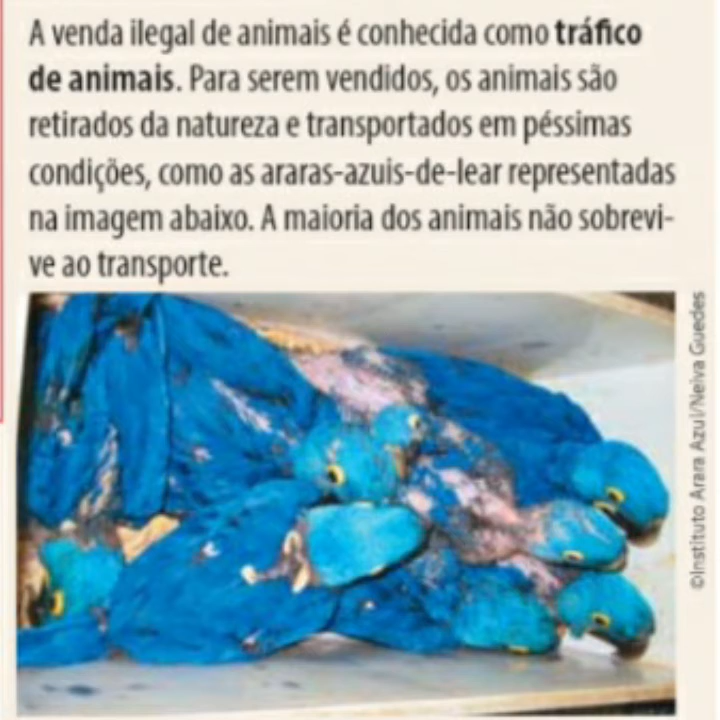 A venda ilegal de animais é conhecida como tráfico
de animais. Para serem vendidos, os animais são
retirados da natureza e transportados em péssimas
condições, como as araras-azuis-de-lear representadas
na imagem abaixo. A maioria dos animais não sobrevi-
ve ao transporte.
©Instituto Arara Azul/Neiva Guedes